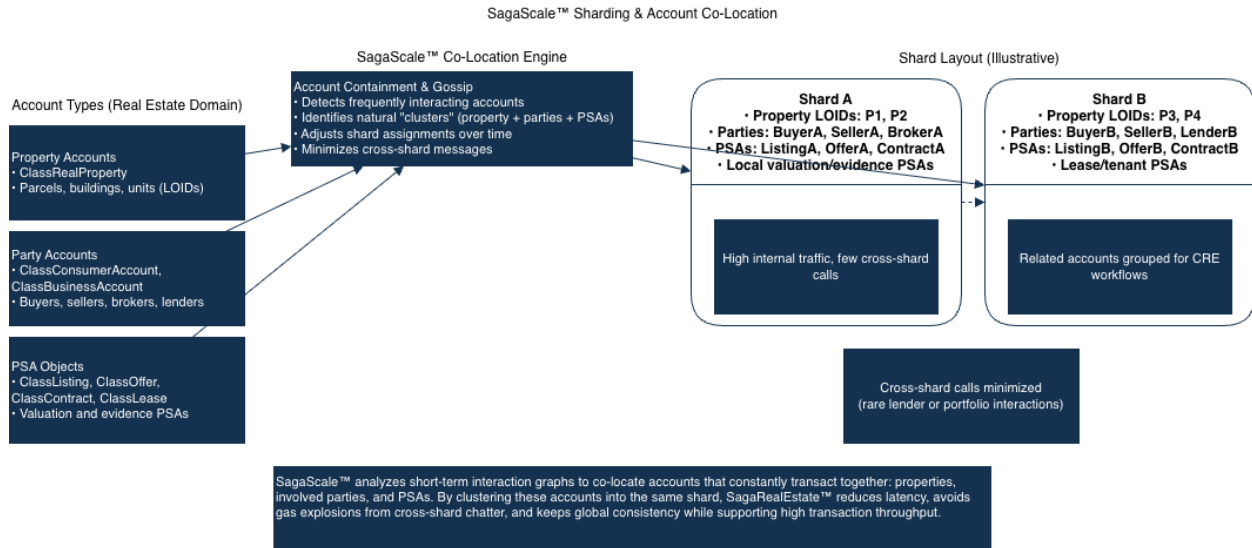 SagaScale™ Sharding & Account Co-Location
SagaScale™ Co-Location Engine
Shard Layout (Illustrative)
Account Types (Real Estate Domain)
Account Containment & Gossip
• Detects frequently interacting accounts
• Identifies natural "clusters" (property + parties + PSAs)
• Adjusts shard assignments over time
• Minimizes cross-shard messages
Shard A
• Property LOIDs: P1, P2
• Parties: BuyerA, SellerA, BrokerA
• PSAs: ListingA, OfferA, ContractA
• Local valuation/evidence PSAs
Shard B
• Property LOIDs: P3, P4
• Parties: BuyerB, SellerB, LenderB
• PSAs: ListingB, OfferB, ContractB
• Lease/tenant PSAs
Property Accounts
• ClassRealProperty
• Parcels, buildings, units (LOIDs)
Party Accounts
• ClassConsumerAccount,
ClassBusinessAccount
• Buyers, sellers, brokers, lenders
High internal traffic, few cross-shard
calls
Related accounts grouped for CRE
workflows
PSA Objects
• ClassListing, ClassOffer,
ClassContract, ClassLease
• Valuation and evidence PSAs
Cross-shard calls minimized
(rare lender or portfolio interactions)
SagaScale™ analyzes short-term interaction graphs to co-locate accounts that constantly transact together: properties,
involved parties, and PSAs. By clustering these accounts into the same shard, SagaRealEstate™ reduces latency, avoids
gas explosions from cross-shard chatter, and keeps global consistency while supporting high transaction throughput.